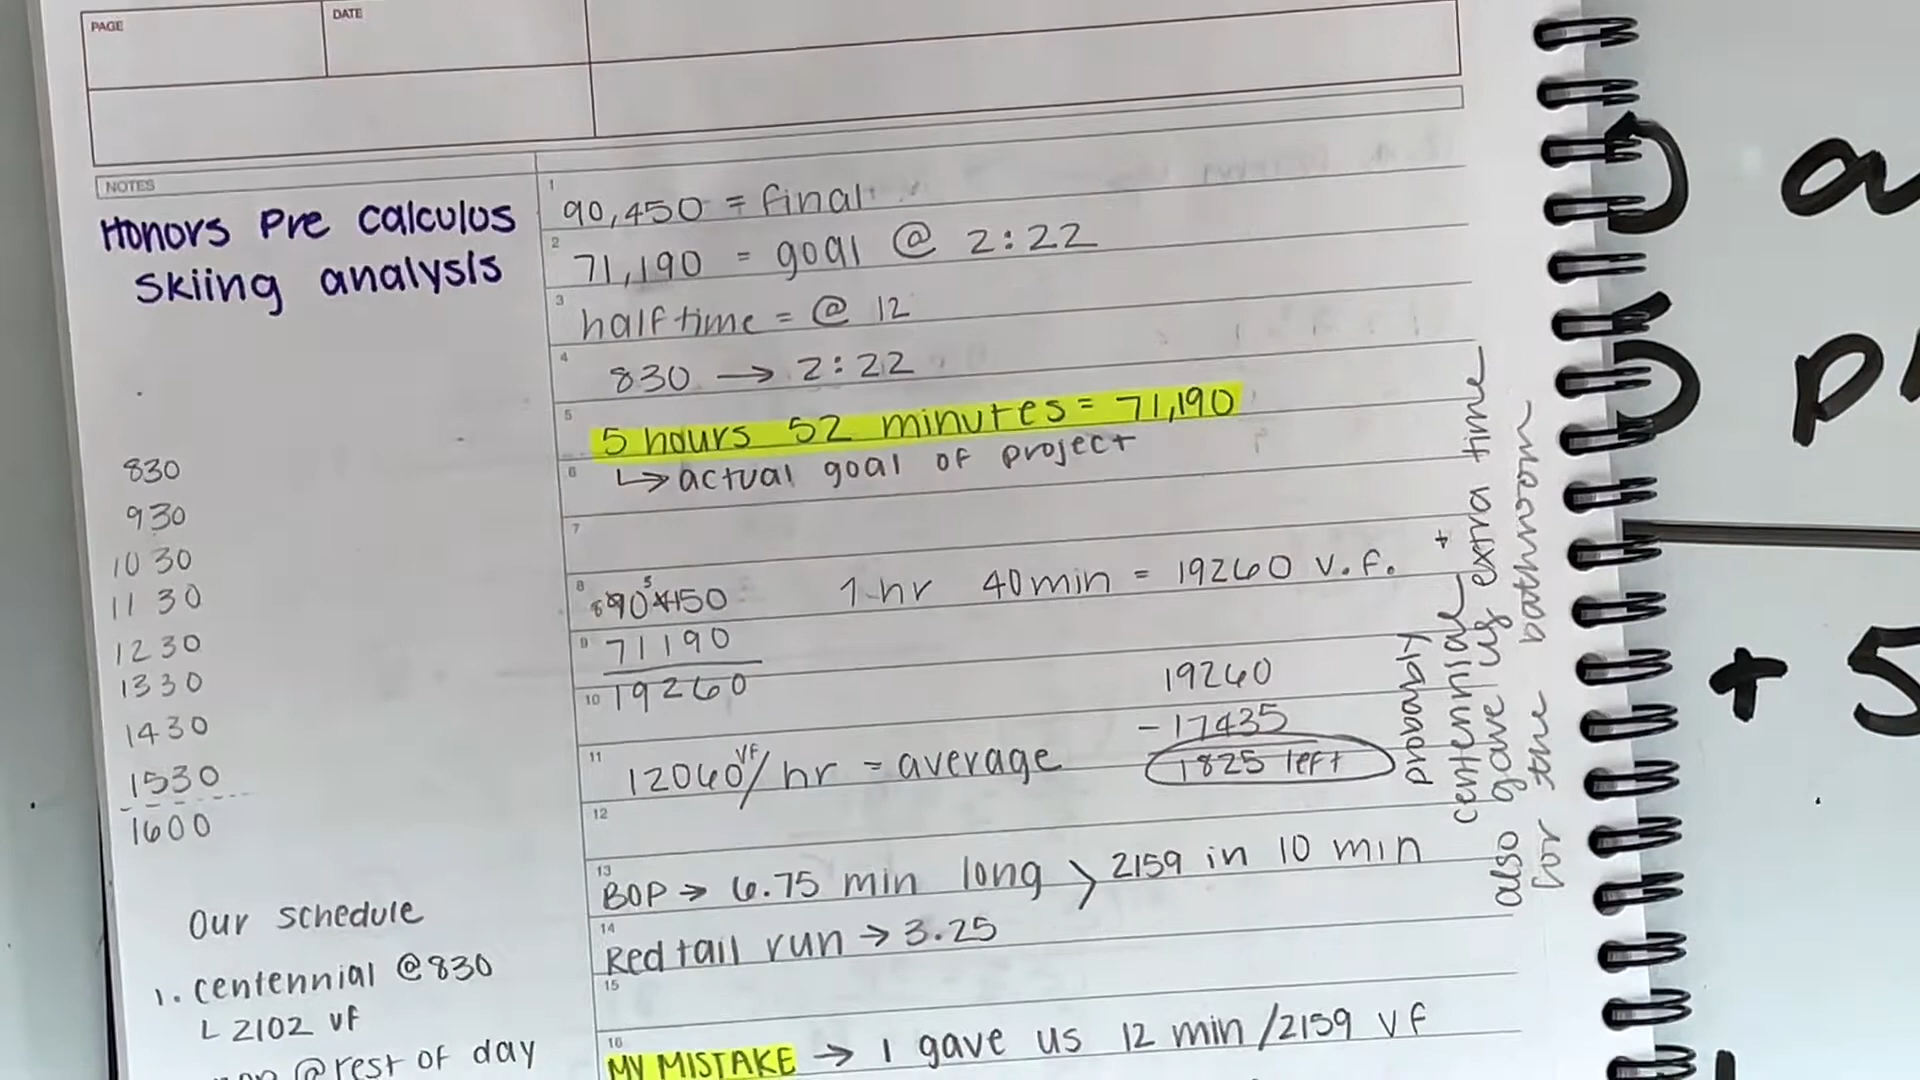 PAGE
DATE
NOTES
Honors Pre calculus
skiing analysis
830
930
1030
1130
1230
1330
1430
1530
1600
Our schedule
1. centennial @830
L 2102 VF
@rest of day
1
90,450 = final
2
71,190 = goal @ 2:22
3
halftime = @ 12
4
830 → 2:22
5
5 hours 52 minutes = 71,190
6
↳ actual goal of project
7
8
90450
1 hr 40min = 19260 v.f.
9
71190
10
19260
19260
-17435
1825 left
11
12060 VF/hr = average
12
13
BOP → 6.75 min long > 2159 in 10 min
14
Red tail run → 3.25
15
16
MY MISTAKE → I gave us 12 min /2159 vf
probably
centennial +
also gave us extra time
for the bathroom
a
+ 5